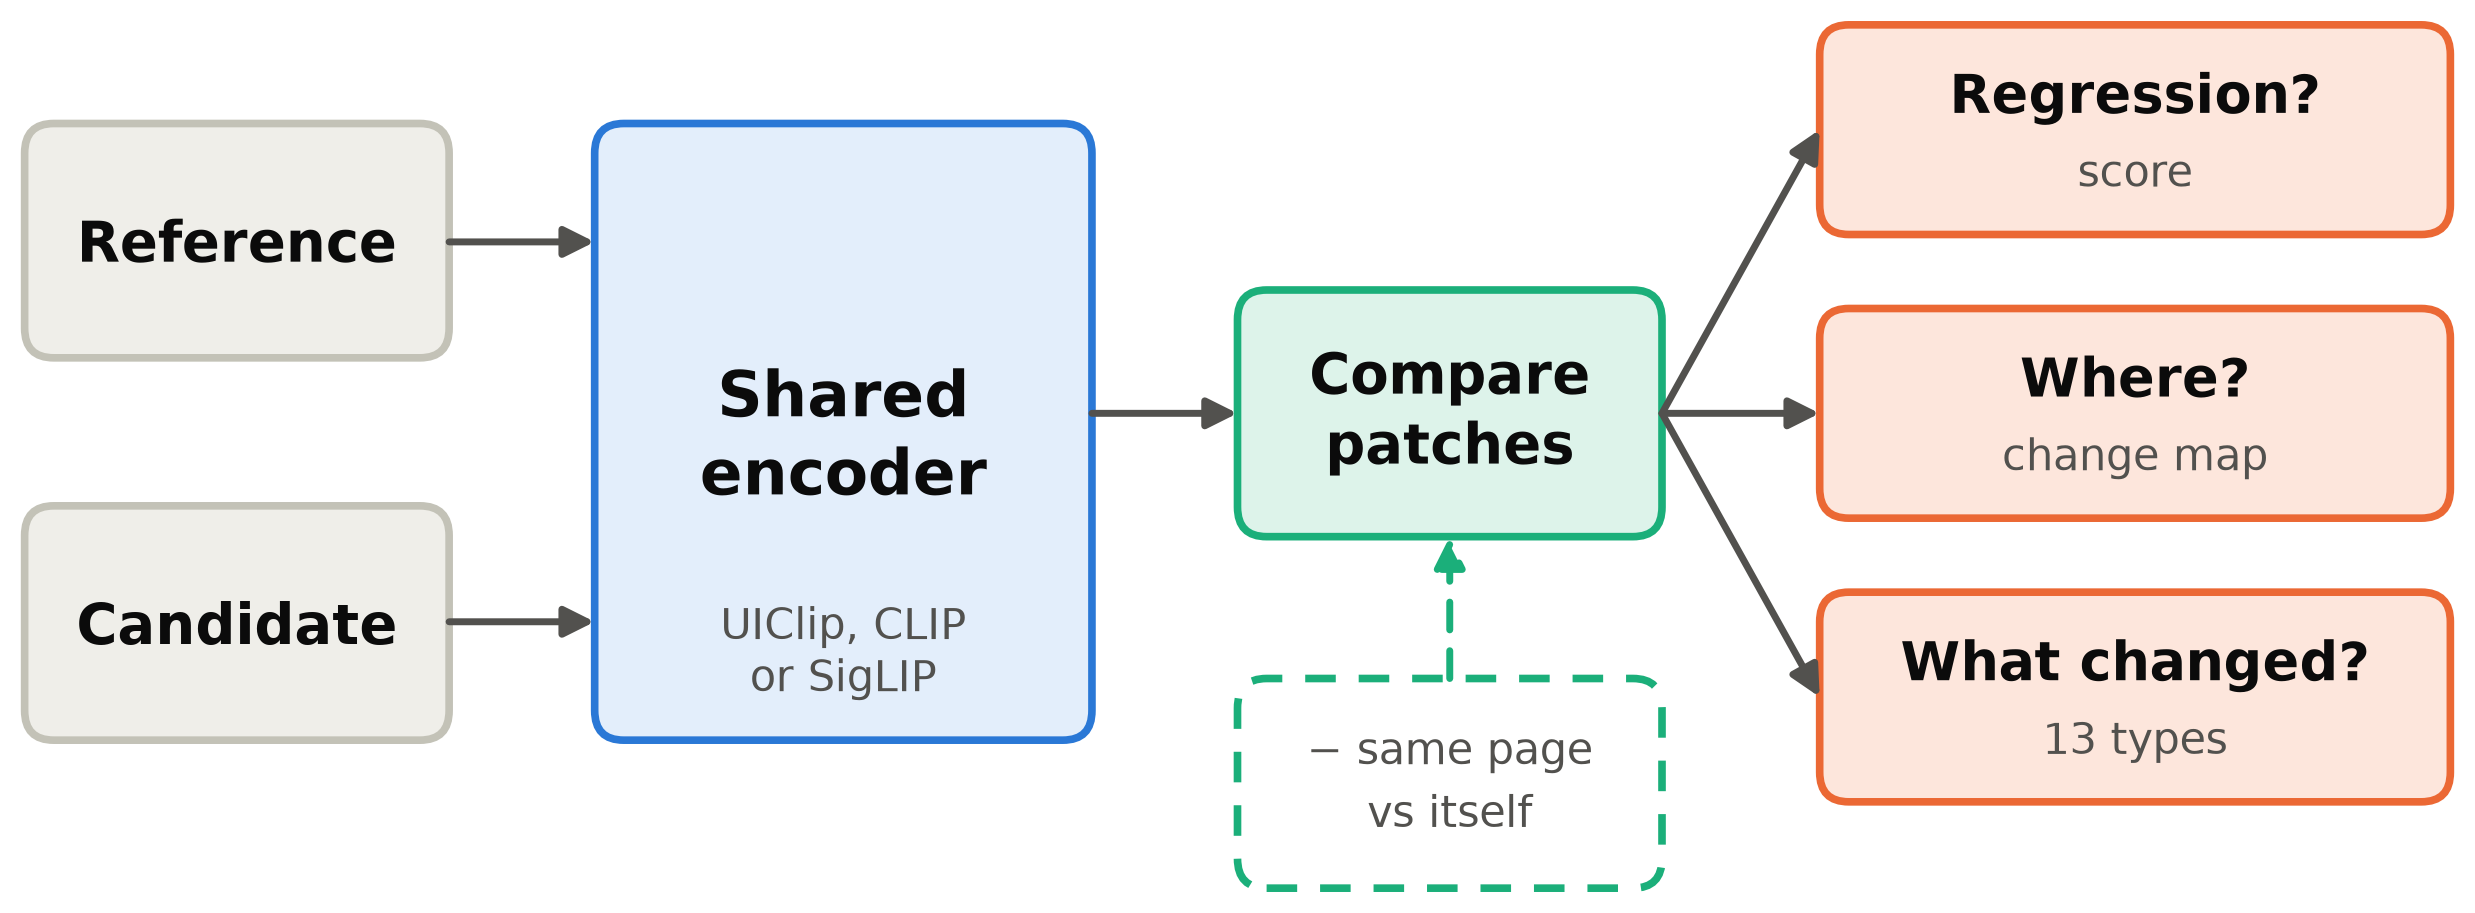 Reference
Candidate
Shared
encoder
UIClip, CLIP
or SigLIP
Compare
patches
− same page
vs itself
Regression?
score
Where?
change map
What changed?
13 types